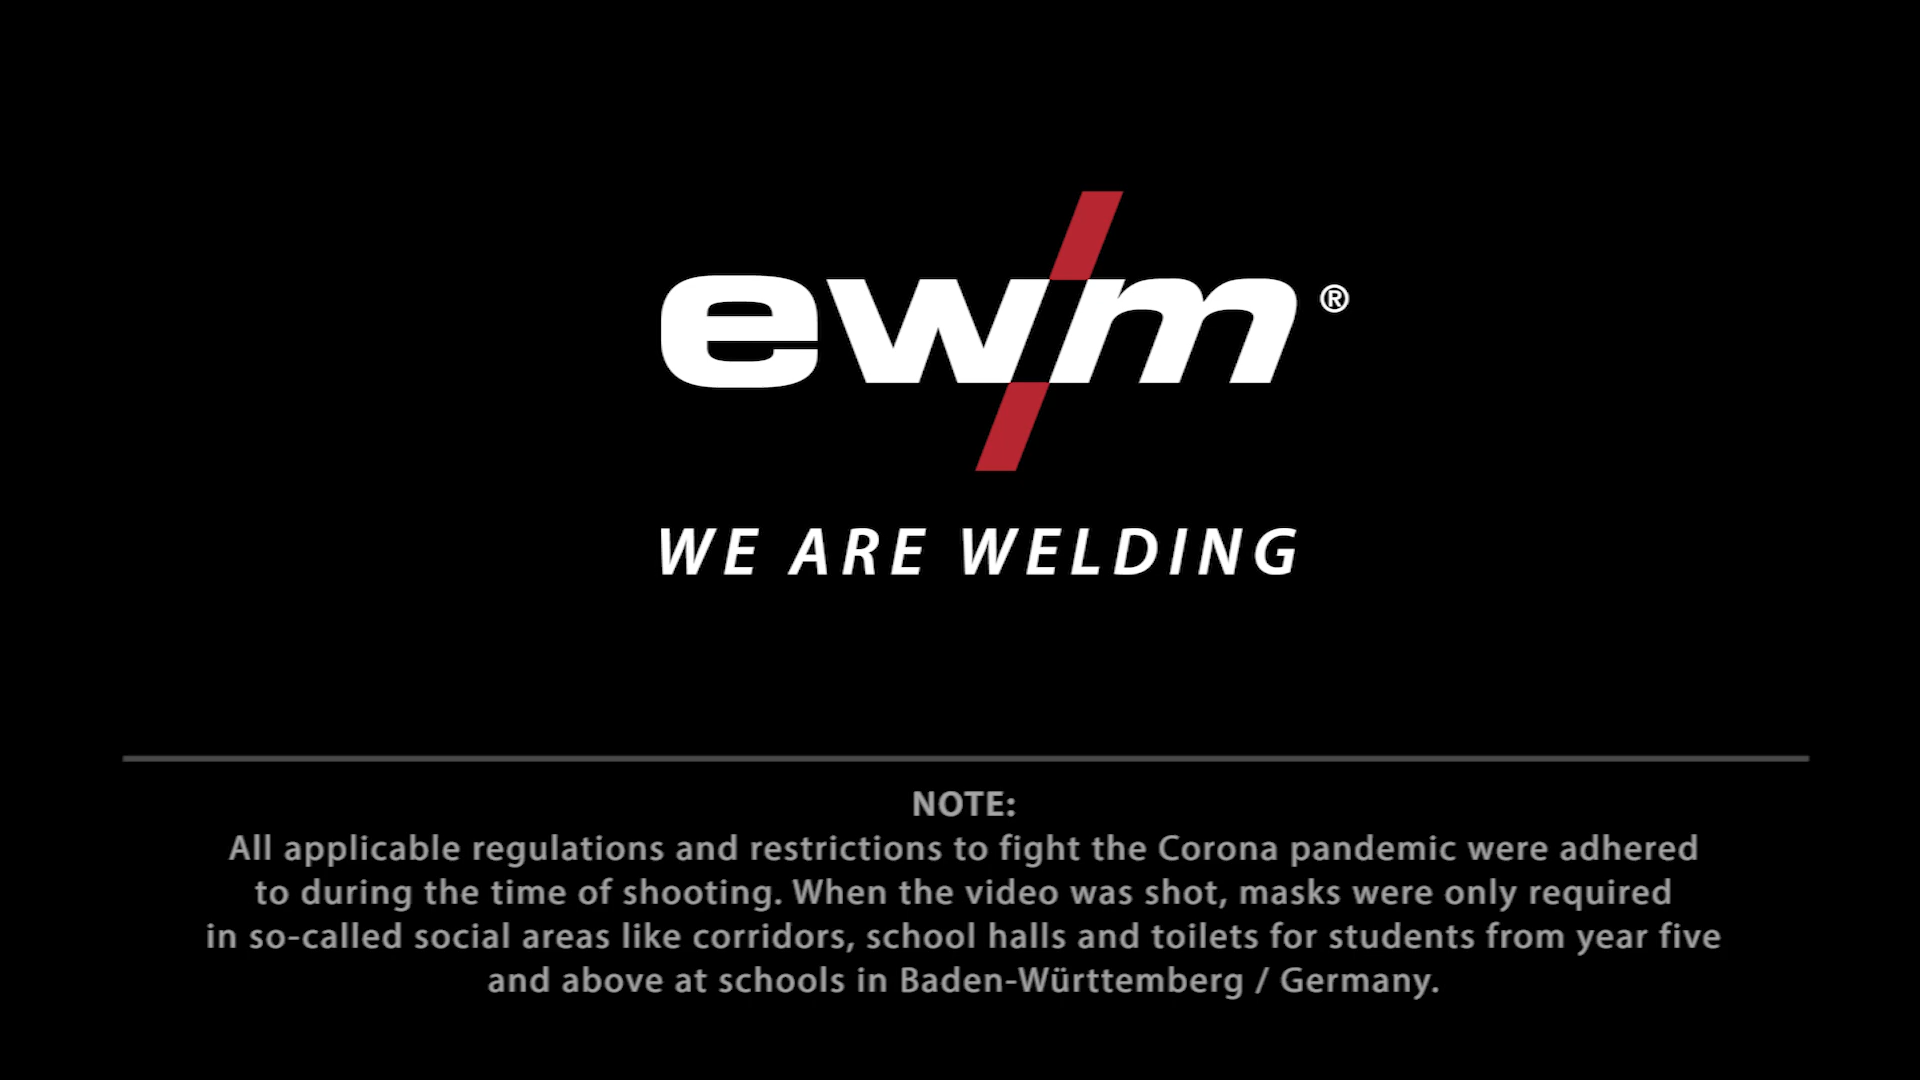 ewm®
WE ARE WELDING
NOTE:
All applicable regulations and restrictions to fight the Corona pandemic were adhered
to during the time of shooting. When the video was shot, masks were only required
in so-called social areas like corridors, school halls and toilets for students from year five
and above at schools in Baden-Württemberg / Germany.